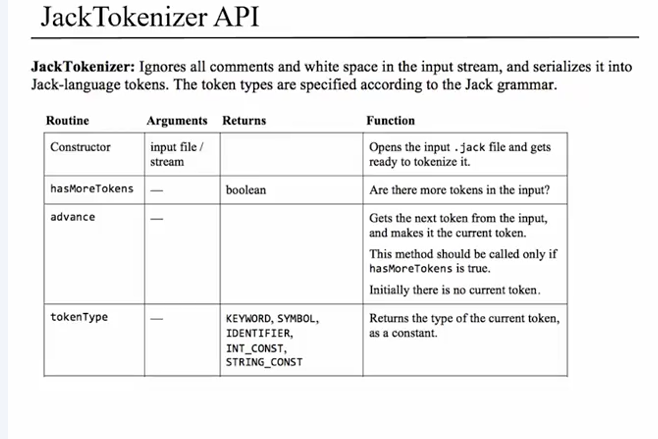 JackTokenizer API
JackTokenizer: Ignores all comments and white space in the input stream, and serializes it into
Jack-language tokens. The token types are specified according to the Jack grammar.
Routine Arguments Returns Function
Constructor input file / Opens the input .jack file and gets
stream ready to tokenize it.
hasMoreTokens — boolean Are there more tokens in the input?
advance — Gets the next token from the input,
and makes it the current token.
This method should be called only if
hasMoreTokens is true.
Initially there is no current token.
tokenType — KEYWORD, SYMBOL, Returns the type of the current token,
IDENTIFIER, as a constant.
INT_CONST,
STRING_CONST